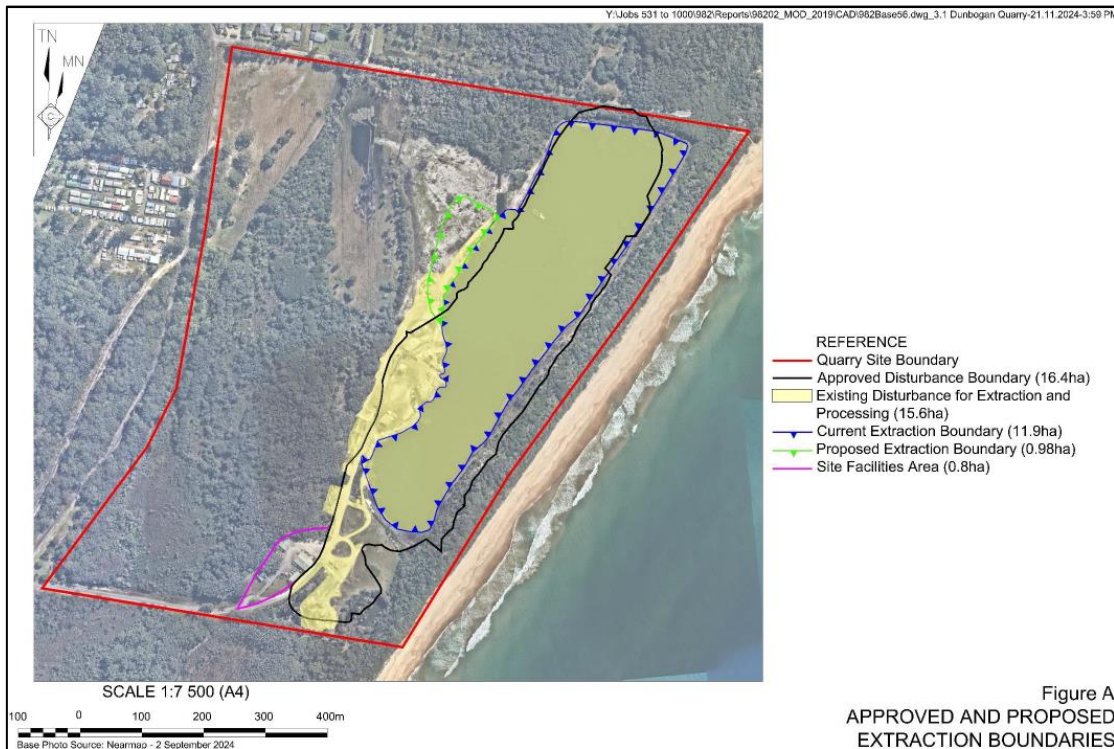 Y:\Jobs 531 to 1000\982\Reports\98202_MOD_2019\CAD\982Base56.dwg_3.1 Dunbogan Quarry-21.11.2024-3:59 PM
TN
MN
REFERENCE
Quarry Site Boundary
Approved Disturbance Boundary (16.4ha)
Existing Disturbance for Extraction and
Processing (15.6ha)
Current Extraction Boundary (11.9ha)
Proposed Extraction Boundary (0.98ha)
Site Facilities Area (0.8ha)
SCALE 1:7 500 (A4)
100 0 100 200 300 400m
Base Photo Source: Nearmap - 2 September 2024
Figure A
APPROVED AND PROPOSED
EXTRACTION BOUNDARIES